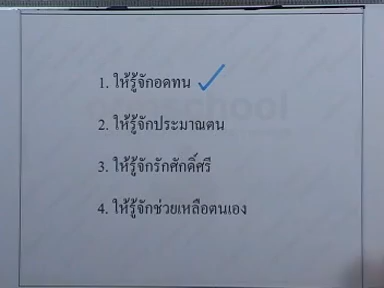 1. ให้รู้จักอดทน
2. ให้รู้จักประมาณตน
3. ให้รู้จักรักศักดิ์ศรี
4. ให้รู้จักช่วยเหลือตนเอง